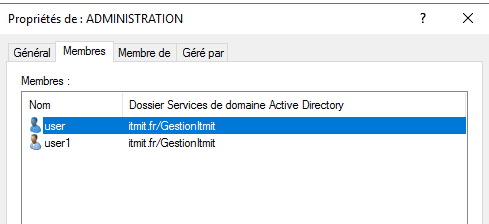 Propriétés de : ADMINISTRATION ? ×
Général Membres Membre de Géré par
Membres :
Nom Dossier Services de domaine Active Directory
user itmit.fr/GestionItmit
user1 itmit.fr/GestionItmit